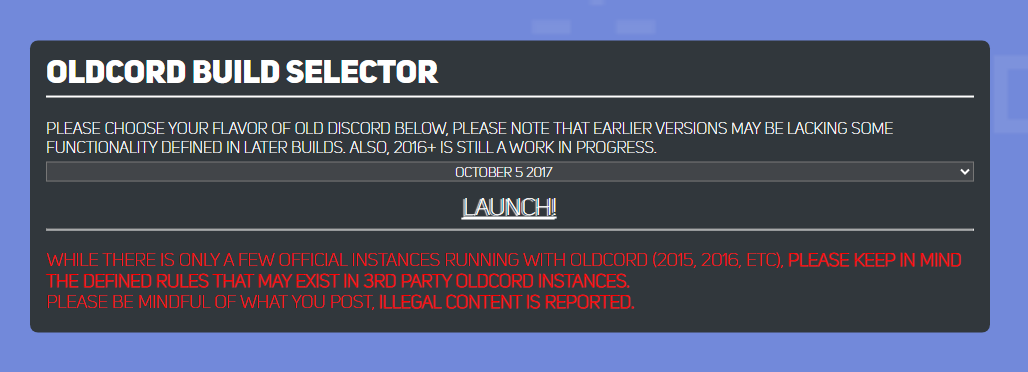 OLDCORD BUILD SELECTOR
PLEASE CHOOSE YOUR FLAVOR OF OLD DISCORD BELOW, PLEASE NOTE THAT EARLIER VERSIONS MAY BE LACKING SOME
FUNCTIONALITY DEFINED IN LATER BUILDS. ALSO, 2016+ IS STILL A WORK IN PROGRESS.
OCTOBER 5 2017
LAUNCH!
WHILE THERE IS ONLY A FEW OFFICIAL INSTANCES RUNNING WITH OLDCORD (2015, 2016, ETC), PLEASE KEEP IN MIND
THE DEFINED RULES THAT MAY EXIST IN 3RD PARTY OLDCORD INSTANCES.
PLEASE BE MINDFUL OF WHAT YOU POST, ILLEGAL CONTENT IS REPORTED.